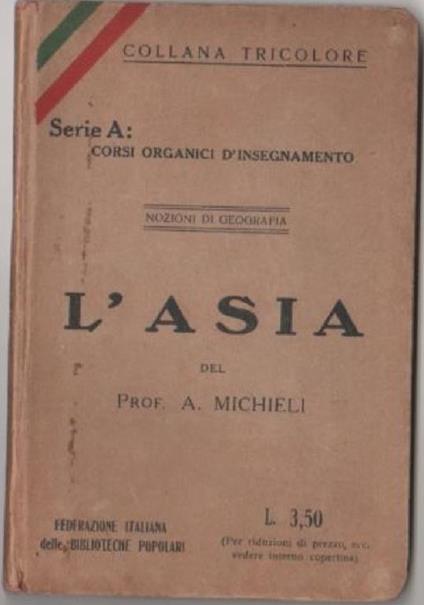 COLLANA TRICOLORE
Serie A:
CORSI ORGANICI D'INSEGNAMENTO
NOZIONI DI GEOGRAFIA
L'ASIA
DEL
PROF. A. MICHIELI
FEDERAZIONE ITALIANA
delle BIBLIOTECHE POPOLARI
L. 3,50
(Per riduzioni di prezzo, ecc.
vedere interno copertina)